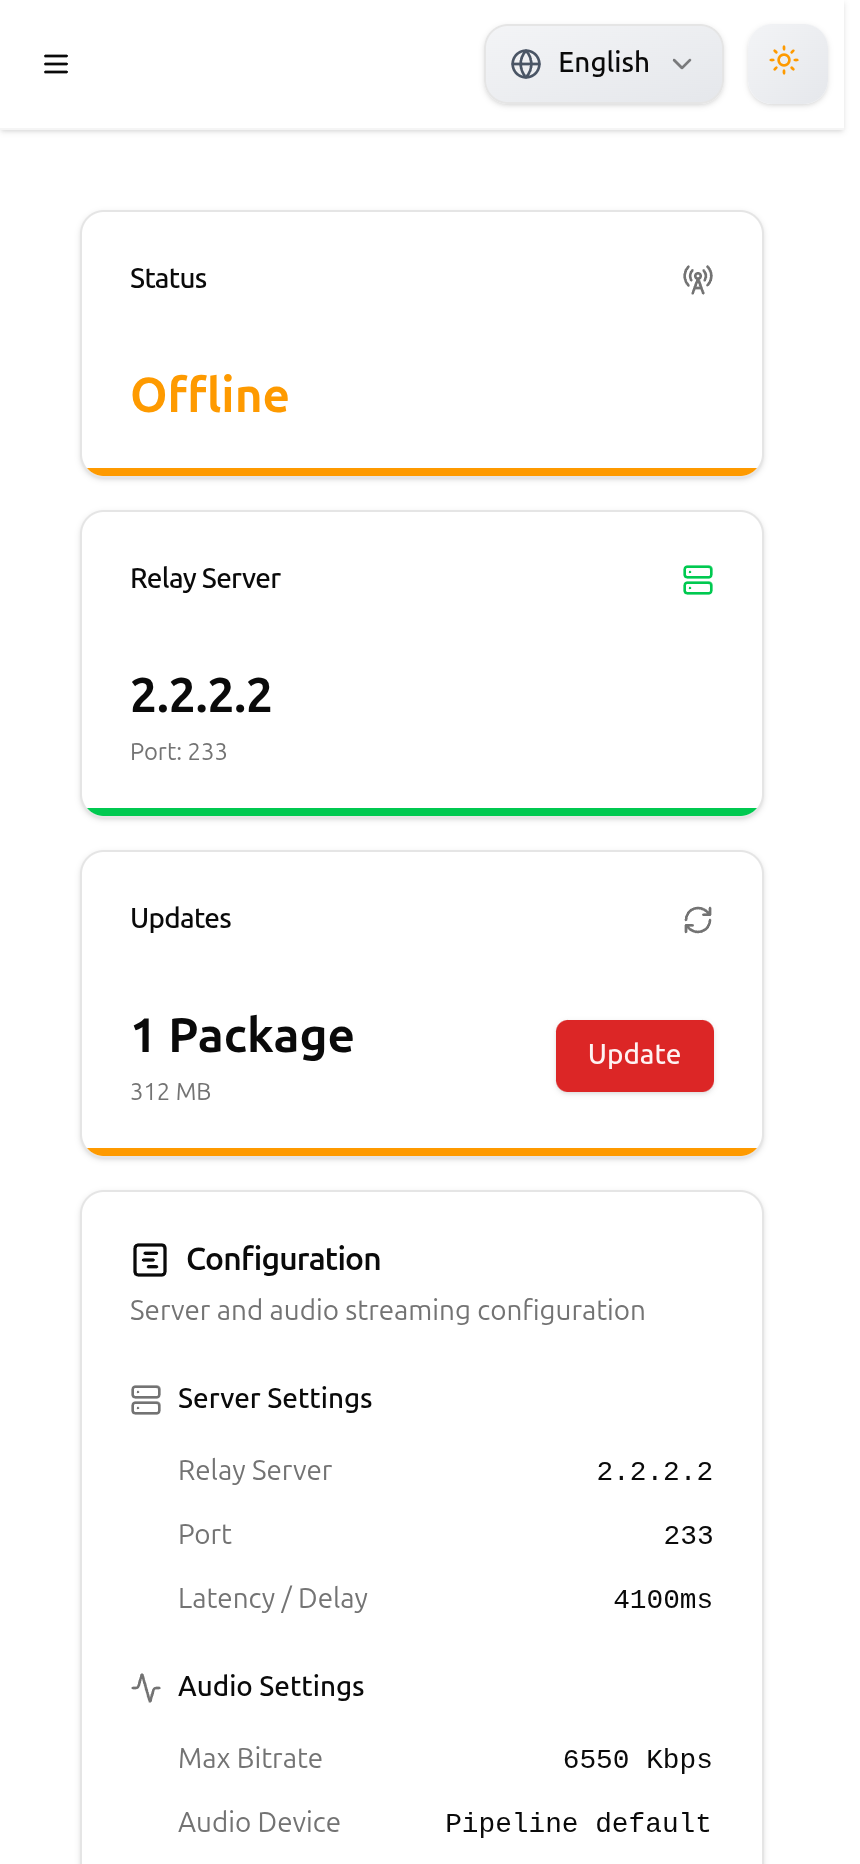 English
Status
Offline
Relay Server
2.2.2.2
Port: 233
Updates
1 Package
312 MB
Update
Configuration
Server and audio streaming configuration
Server Settings
Relay Server 2.2.2.2
Port 233
Latency / Delay 4100ms
Audio Settings
Max Bitrate 6550 Kbps
Audio Device Pipeline default